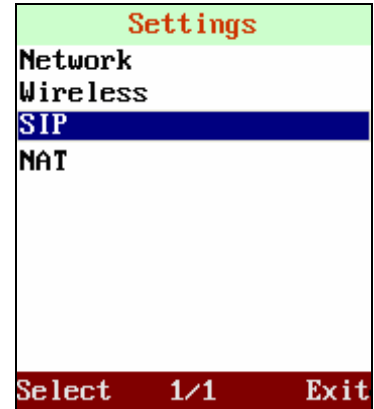 Settings
Network
Wireless
SIP
NAT
Select 1/1 Exit